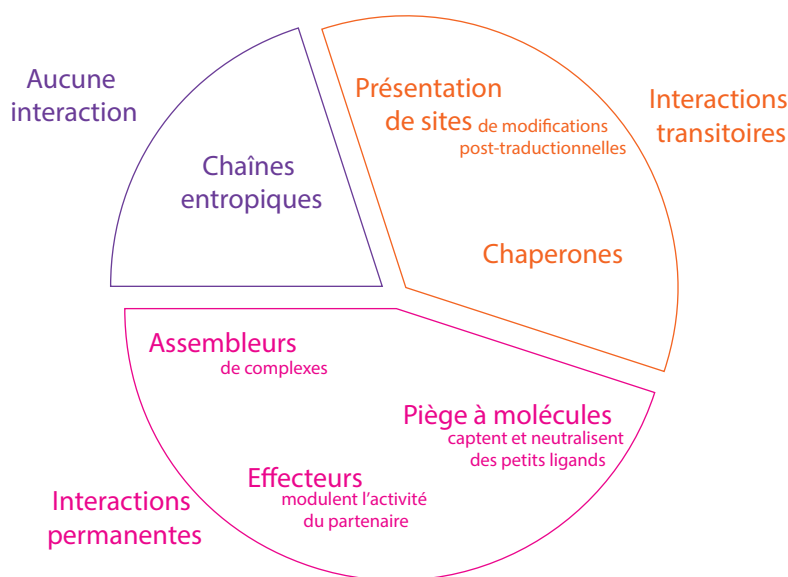 Aucune
interaction
Chaînes
entropiques
Présentation
de sites de modifications
post-traductionnelles
Chaperones
Interactions
transitoires
Assembleurs
de complexes
Piège à molécules
captent et neutralisent
des petits ligands
Effecteurs
modulent l'activité
du partenaire
Interactions
permanentes